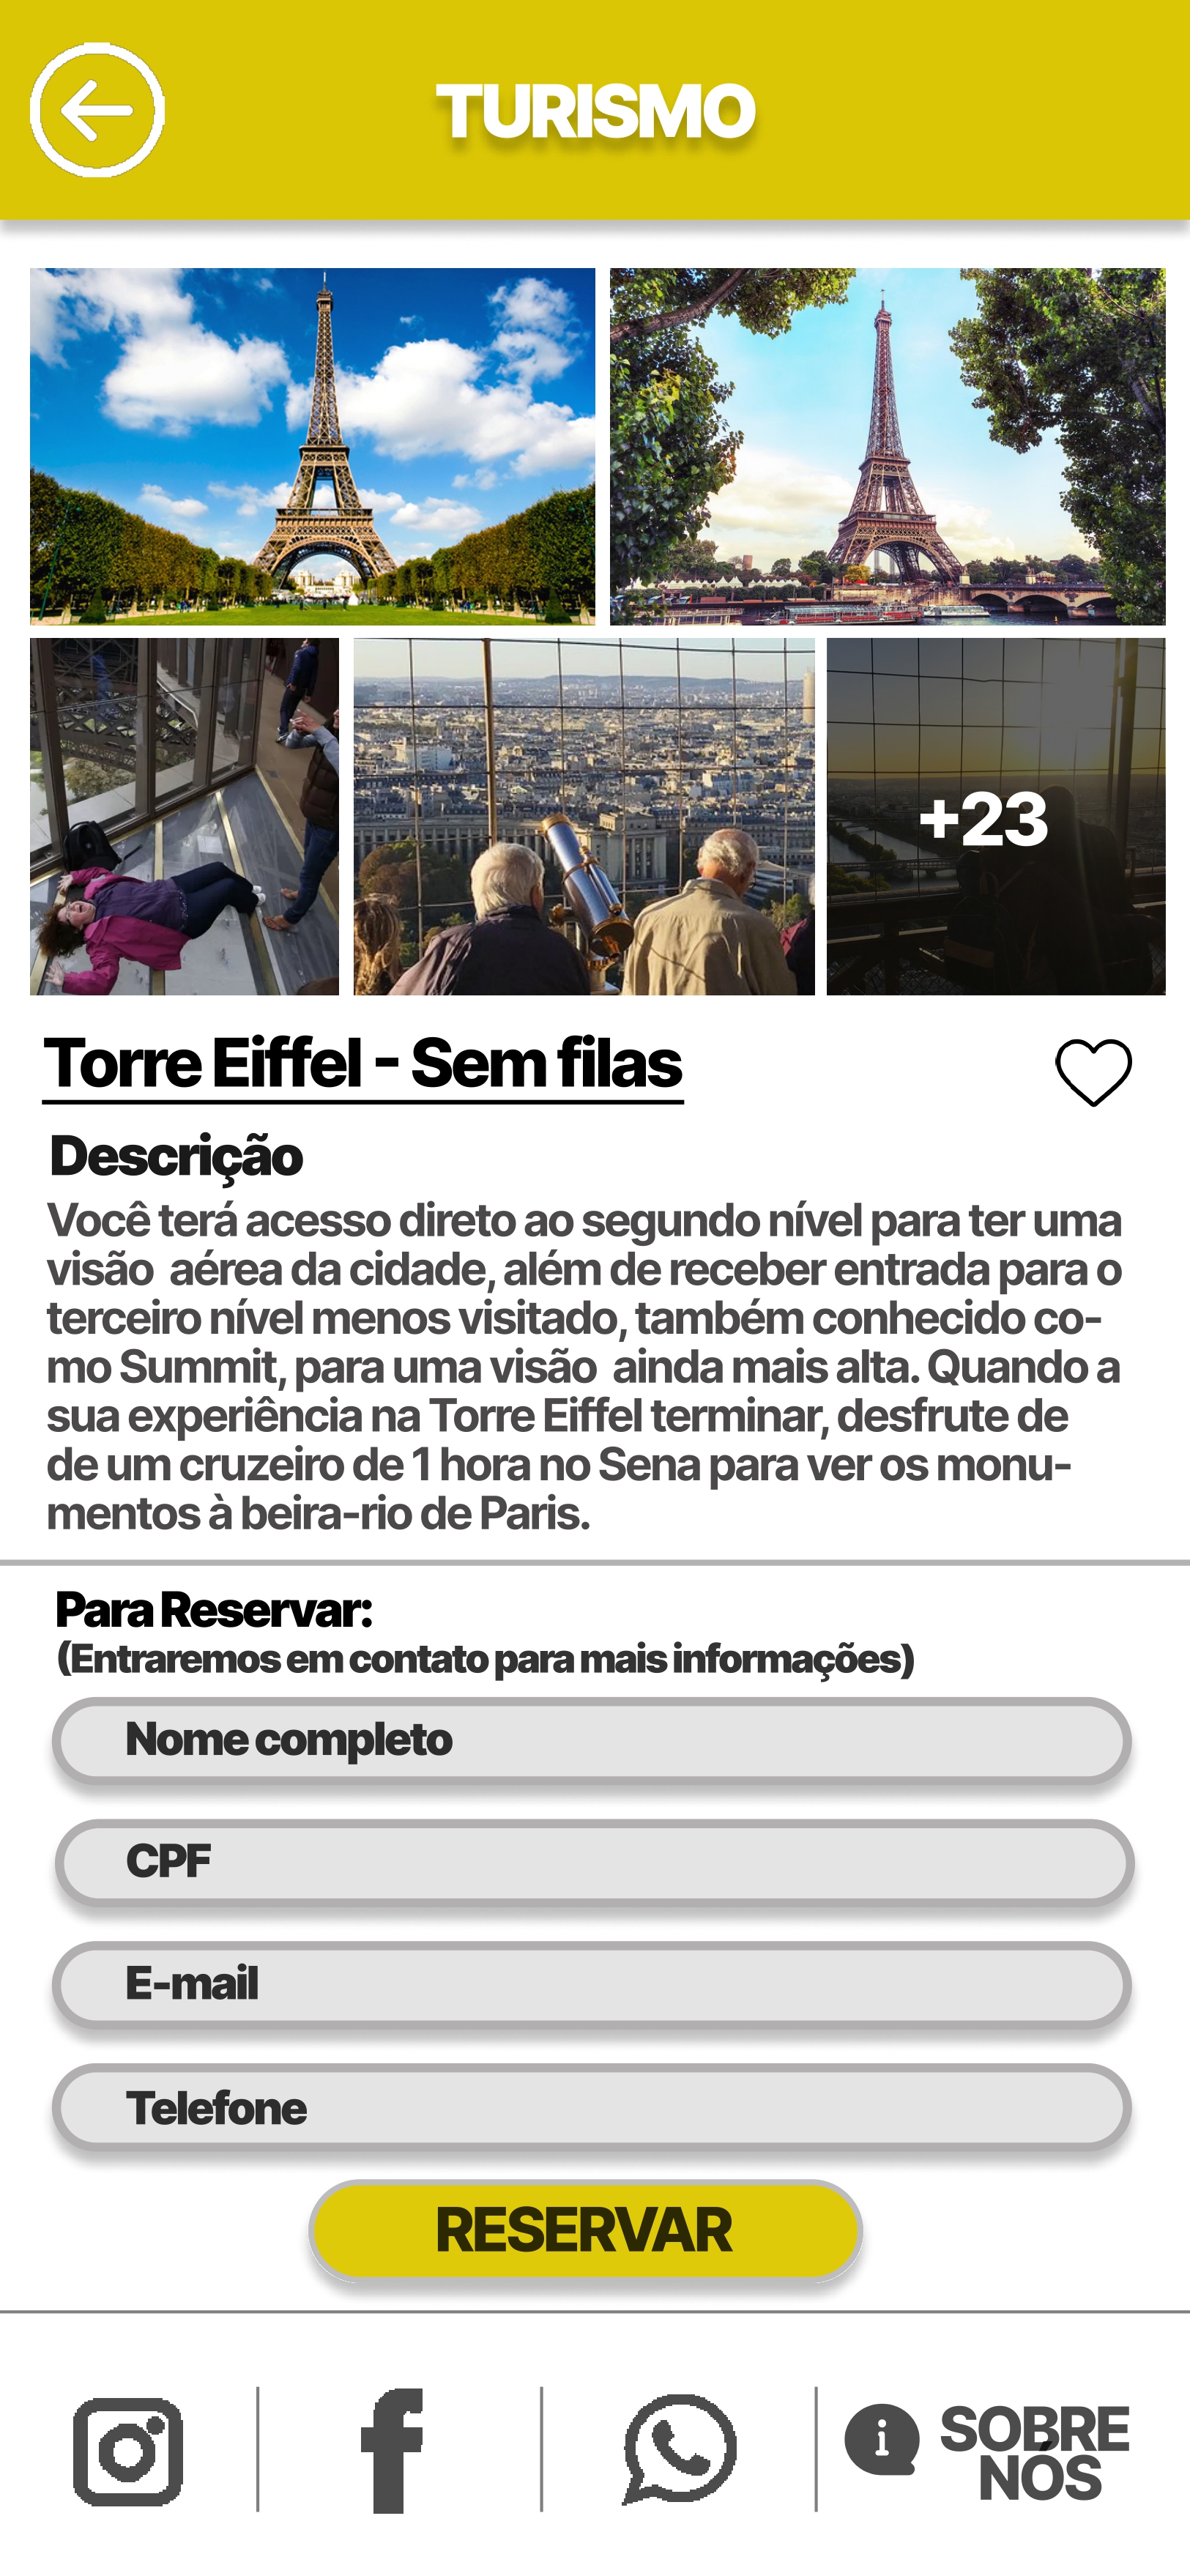 TURISMO
+23
Torre Eiffel - Sem filas
Descrição
Você terá acesso direto ao segundo nível para ter uma
visão  aérea da cidade, além de receber entrada para o
terceiro nível menos visitado, também conhecido co-
mo Summit, para uma visão  ainda mais alta. Quando a
sua experiência na Torre Eiffel terminar, desfrute de
de um cruzeiro de 1 hora no Sena para ver os monu-
mentos à beira-rio de Paris.
Para Reservar:
(Entraremos em contato para mais informações)
Nome completo
CPF
E-mail
Telefone
RESERVAR
SOBRE
NÓS